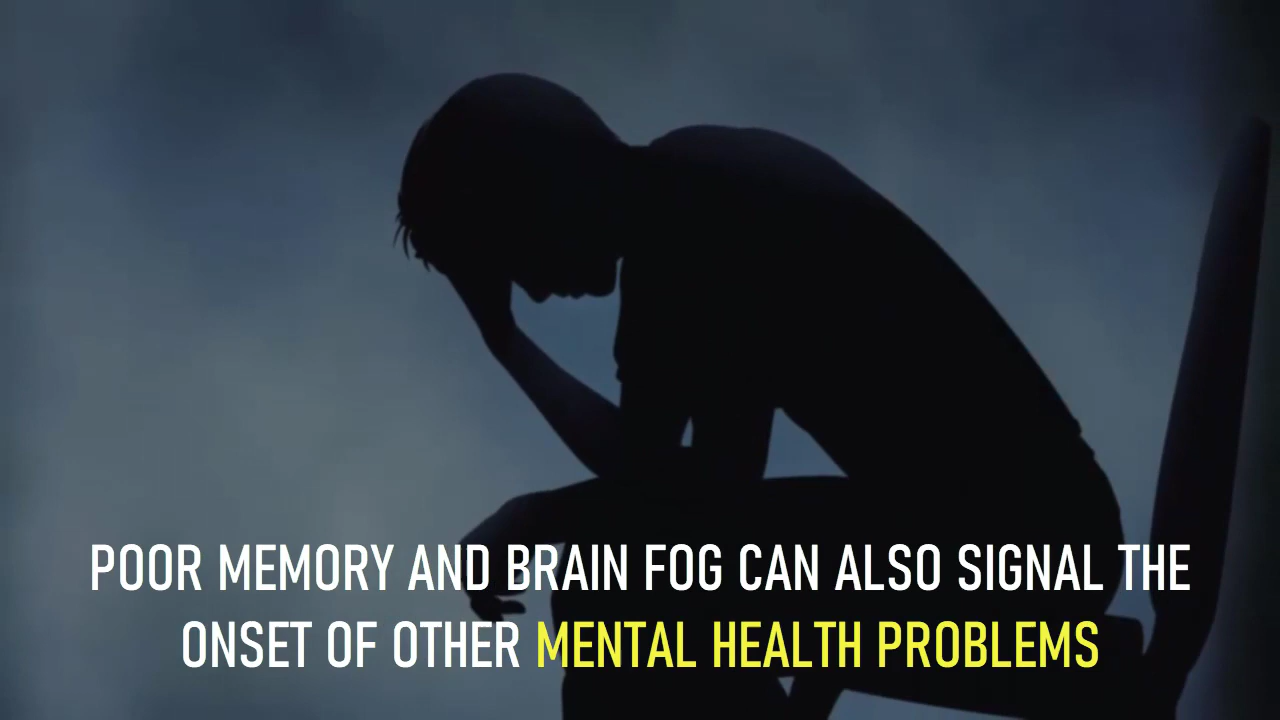 POOR MEMORY AND BRAIN FOG CAN ALSO SIGNAL THE
ONSET OF OTHER MENTAL HEALTH PROBLEMS